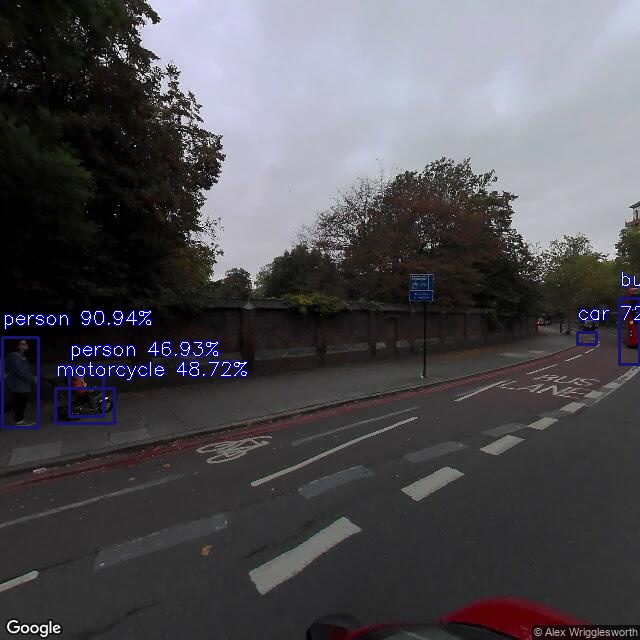 bu
person 90.94%
car 72
person 46.93%
motorcycle 48.72%
BUS
LANE
Google
© Alex Wrigglesworth